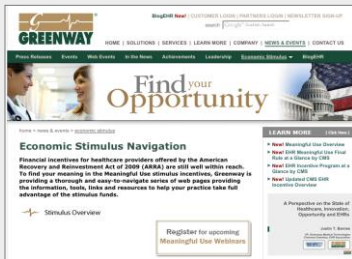 BlogEHR New! | CUSTOMER LOGIN | PARTNERS LOGIN | NEWSLETTER SIGN-UP
search Google Custom Search
GREENWAY
HOME | SOLUTIONS | SERVICES | LEARN MORE | COMPANY | NEWS & EVENTS | CONTACT US
Press Releases Events Web Events In the News Achievements Leadership Economic Stimulus BlogEHR
Find your
Opportunity
home > news & events > economic stimulus
Economic Stimulus Navigation
Financial incentives for healthcare providers offered by the American
Recovery and Reinvestment Act of 2009 (ARRA) are still well within reach.
To find your meaning in the Meaningful Use stimulus incentives, Greenway is
providing a thorough and easy-to-navigate series of web pages providing
the information, tools, links and resources to help your practice take full
advantage of the stimulus funds.
Stimulus Overview
Register for upcoming
Meaningful Use Webinars
LEARN MORE
New! Meaningful Use
New! EHR Meaningful Use Final
Rule at a Glance by CMS
New! EHR Incentive Program at a
Glance by CMS
New! Updated CMS EHR
Incentive Overview
A Perspective on the State of
Healthcare, Innovation,
Opportunity and EHRs
Justin T. Barnes